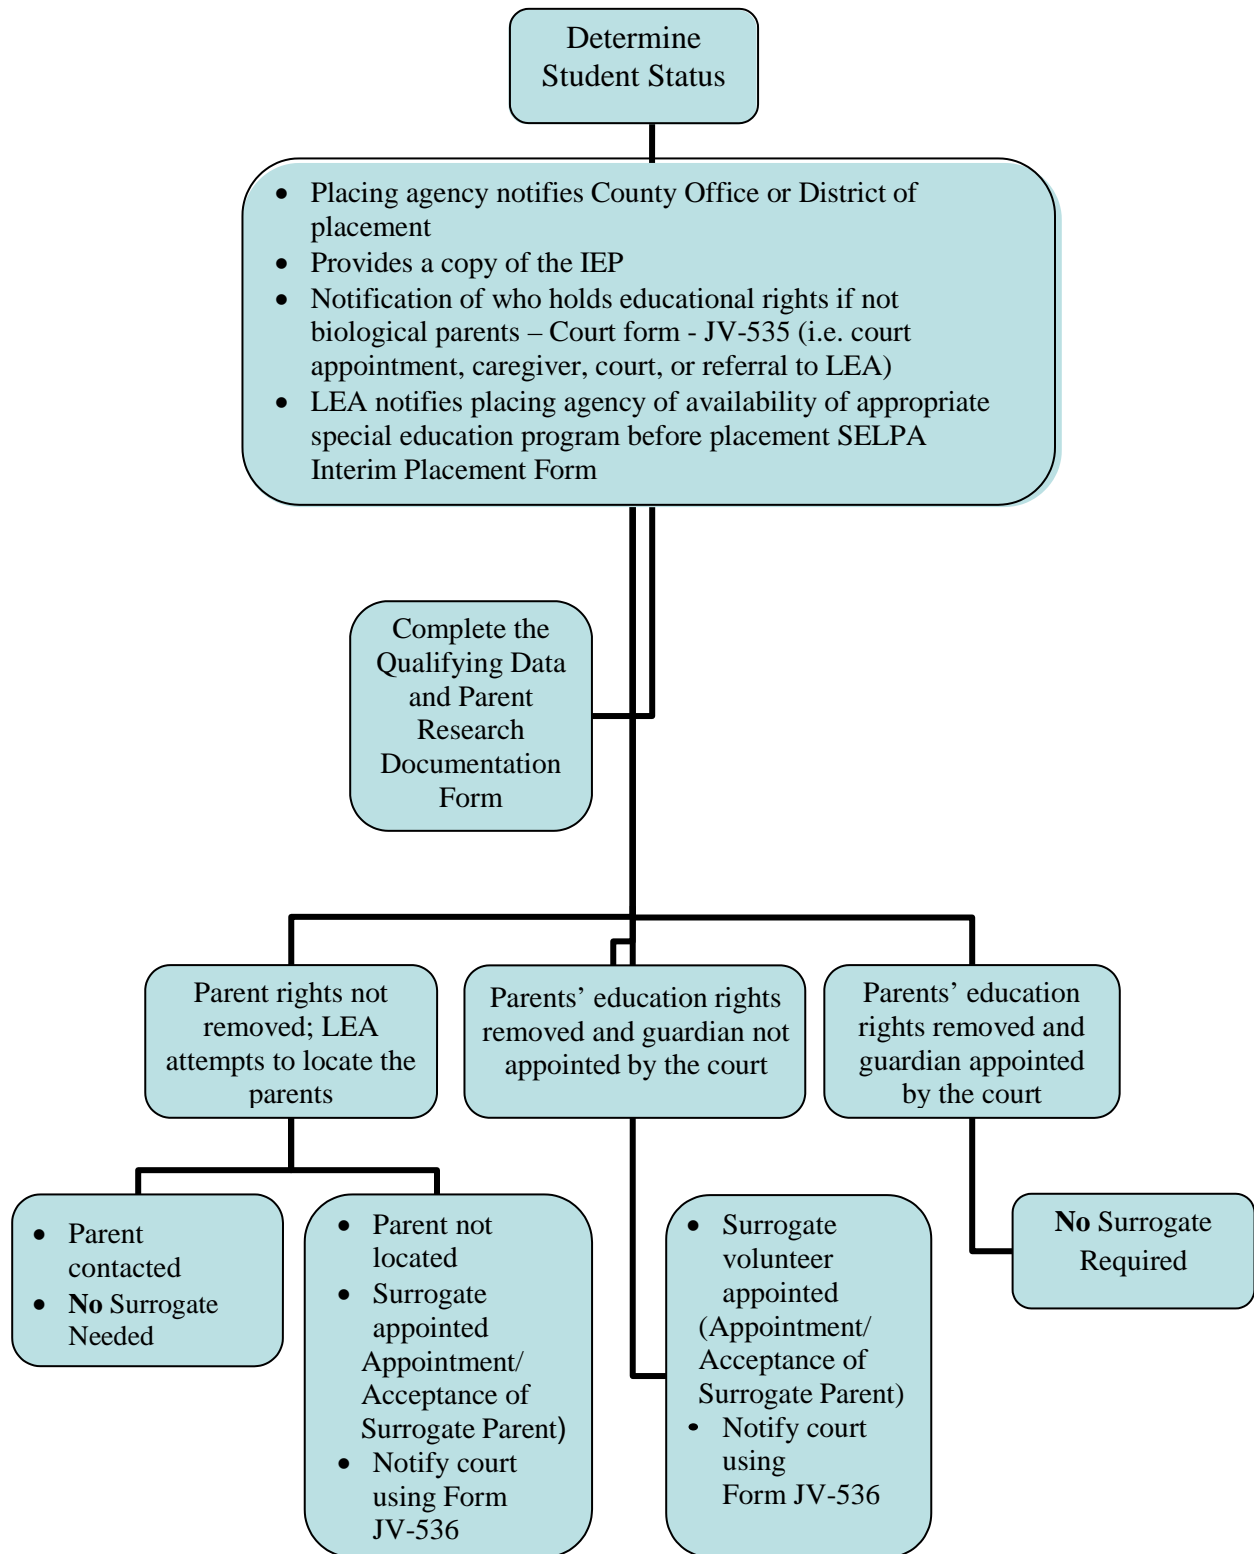 Determine
Student Status
• Placing agency notifies County Office or District of
placement
• Provides a copy of the IEP
• Notification of who holds educational rights if not
biological parents – Court form - JV-535 (i.e. court
appointment, caregiver, court, or referral to LEA)
• LEA notifies placing agency of availability of appropriate
special education program before placement SELPA
Interim Placement Form
Complete the
Qualifying Data
and Parent
Research
Documentation
Form
Parent rights not
removed; LEA
attempts to locate the
parents
Parents’ education rights
removed and guardian not
appointed by the court
Parents’ education
rights removed and
guardian appointed
by the court
• Parent
contacted
• No Surrogate
Needed
• Parent not
located
• Surrogate
appointed
Appointment/
Acceptance of
Surrogate Parent)
• Notify court
using Form
JV-536
• Surrogate
volunteer
appointed
(Appointment/
Acceptance of
Surrogate Parent)
• Notify court
using
Form JV-536
No Surrogate
Required